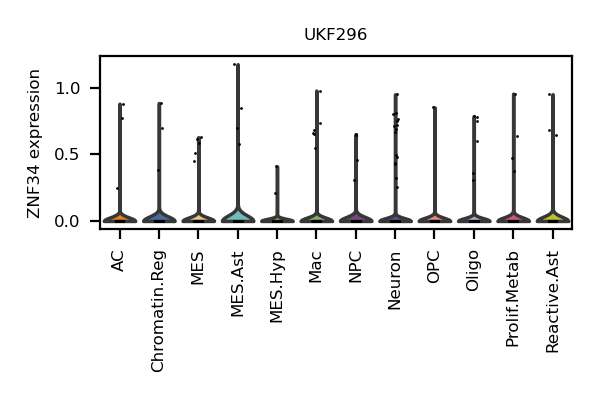 UKF296
ZNF34 expression
1.0
0.5
0.0
AC
Chromatin.Reg
MES
MES.Ast
MES.Hyp
Mac
NPC
Neuron
OPC
Oligo
Prolif.Metab
Reactive.Ast